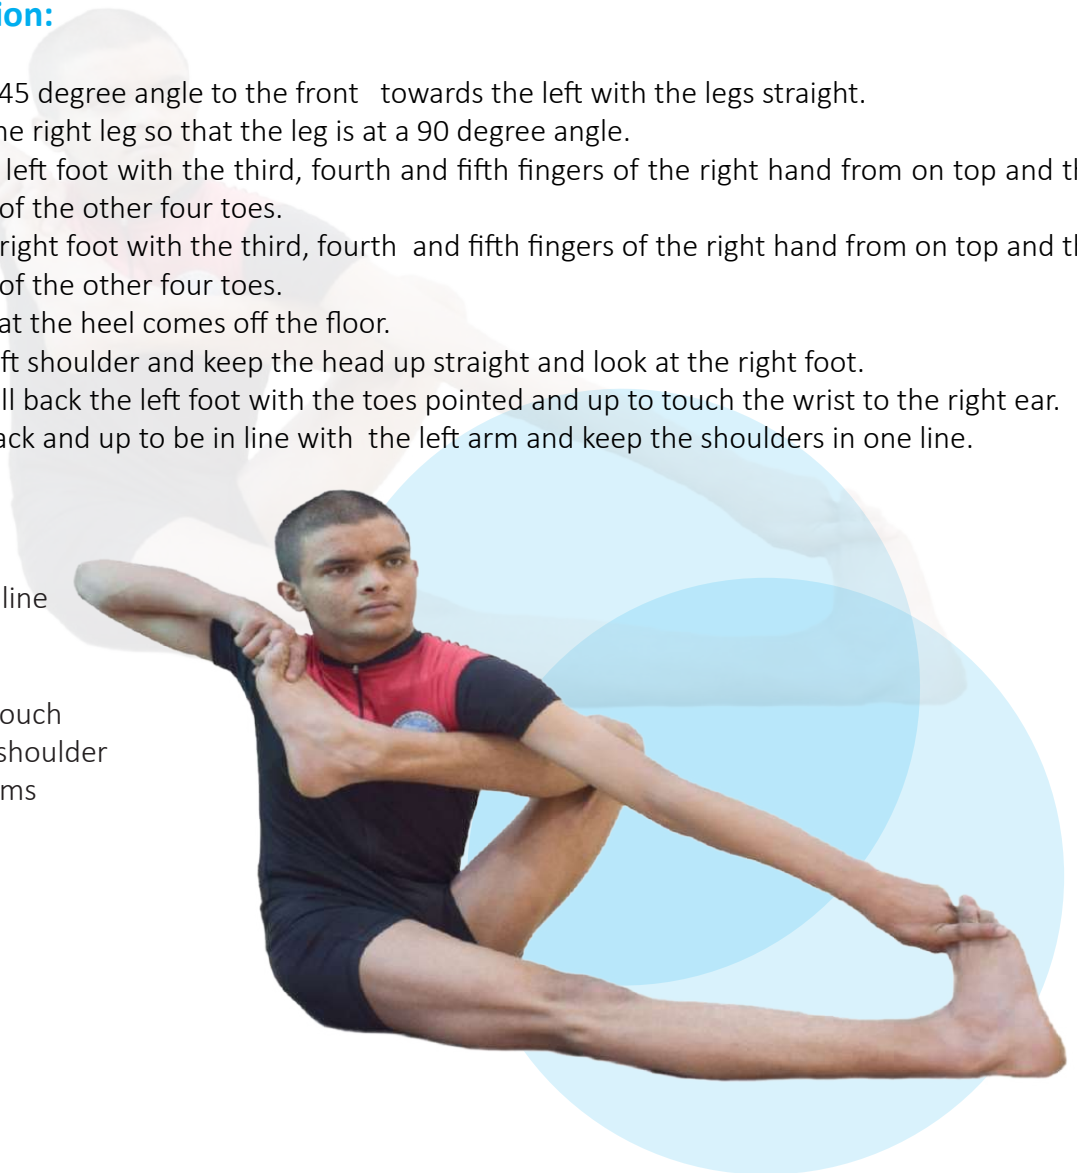 ion:
45 degree angle to the front towards the left with the legs straight.
he right leg so that the leg is at a 90 degree angle.
left foot with the third, fourth and fifth fingers of the right hand from on top and th
of the other four toes.
right foot with the third, fourth and fifth fingers of the right hand from on top and th
of the other four toes.
at the heel comes off the floor.
ft shoulder and keep the head up straight and look at the right foot.
ll back the left foot with the toes pointed and up to touch the wrist to the right ear.
ack and up to be in line with the left arm and keep the shoulders in one line.
line
ouch
shoulder
ms